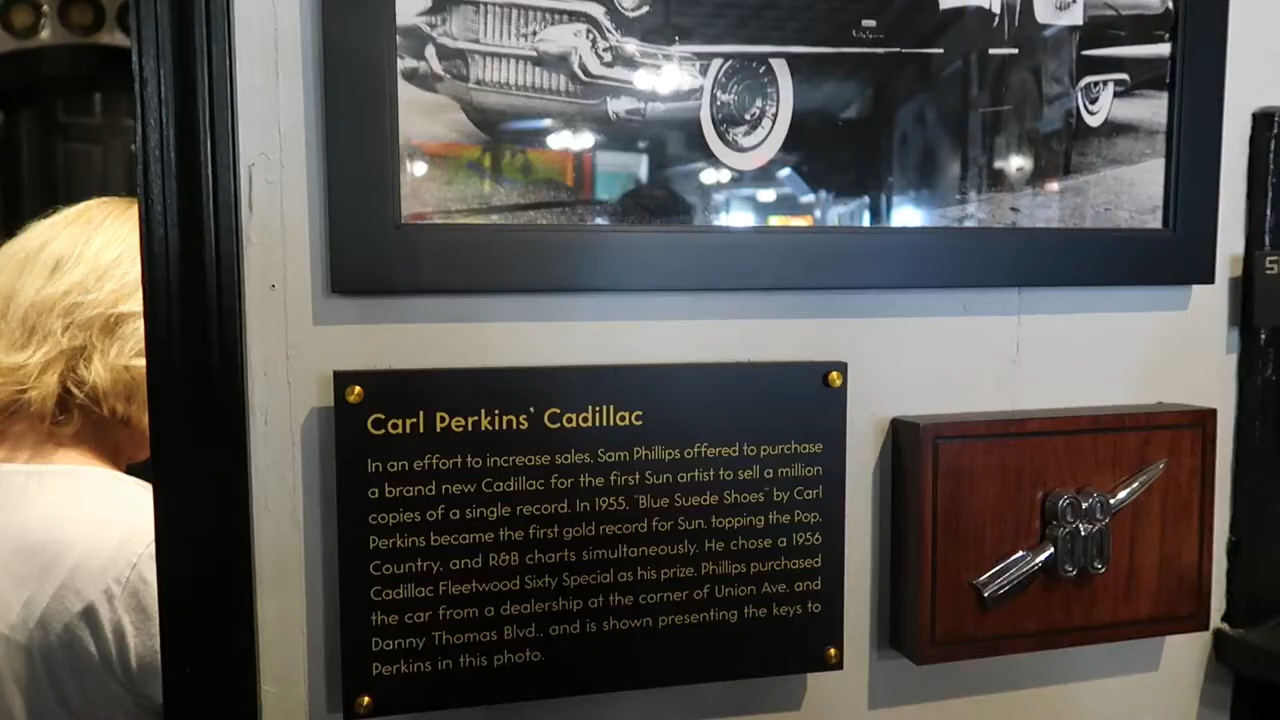 Carl Perkins' Cadillac
In an effort to increase sales, Sam Phillips offered to purchase
a brand new Cadillac for the first Sun artist to sell a million
copies of a single record. In 1955, "Blue Suede Shoes" by Carl
Perkins became the first gold record for Sun, topping the Pop,
Country, and R&B charts simultaneously. He chose a 1956
Cadillac Fleetwood Sixty Special as his prize. Phillips purchased
the car from a dealership at the corner of Union Ave. and
Danny Thomas Blvd., and is shown presenting the keys to
Perkins in this photo.
88